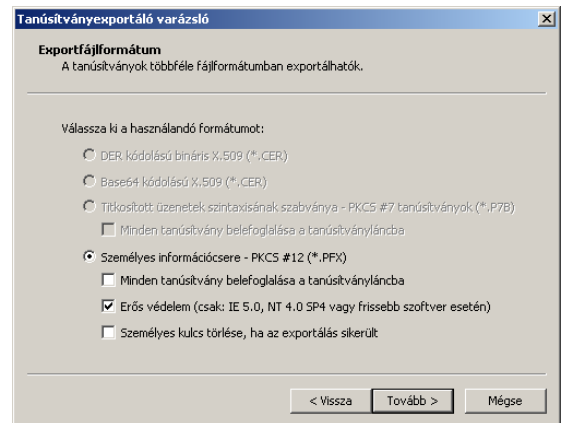 Tanúsítványexportáló varázsló
Exportfájlformátum
A tanúsítványok többféle fájlformátumban exportálhatók.
Válassza ki a használandó formátumot:
DER kódolású bináris X.509 (*.CER)
Base64 kódolású X.509 (*.CER)
Titkosított üzenetek szintaxisának szabványa - PKCS #7 tanúsítványok (*.P7B)
Minden tanúsítvány belefoglalása a tanúsítványláncba
Személyes információcsere - PKCS #12 (*.PFX)
Minden tanúsítvány belefoglalása a tanúsítványláncba
Erős védelem (csak: IE 5.0, NT 4.0 SP4 vagy frissebb szoftver esetén)
Személyes kulcs törlése, ha az exportálás sikerült
< Vissza Tovább > Mégse